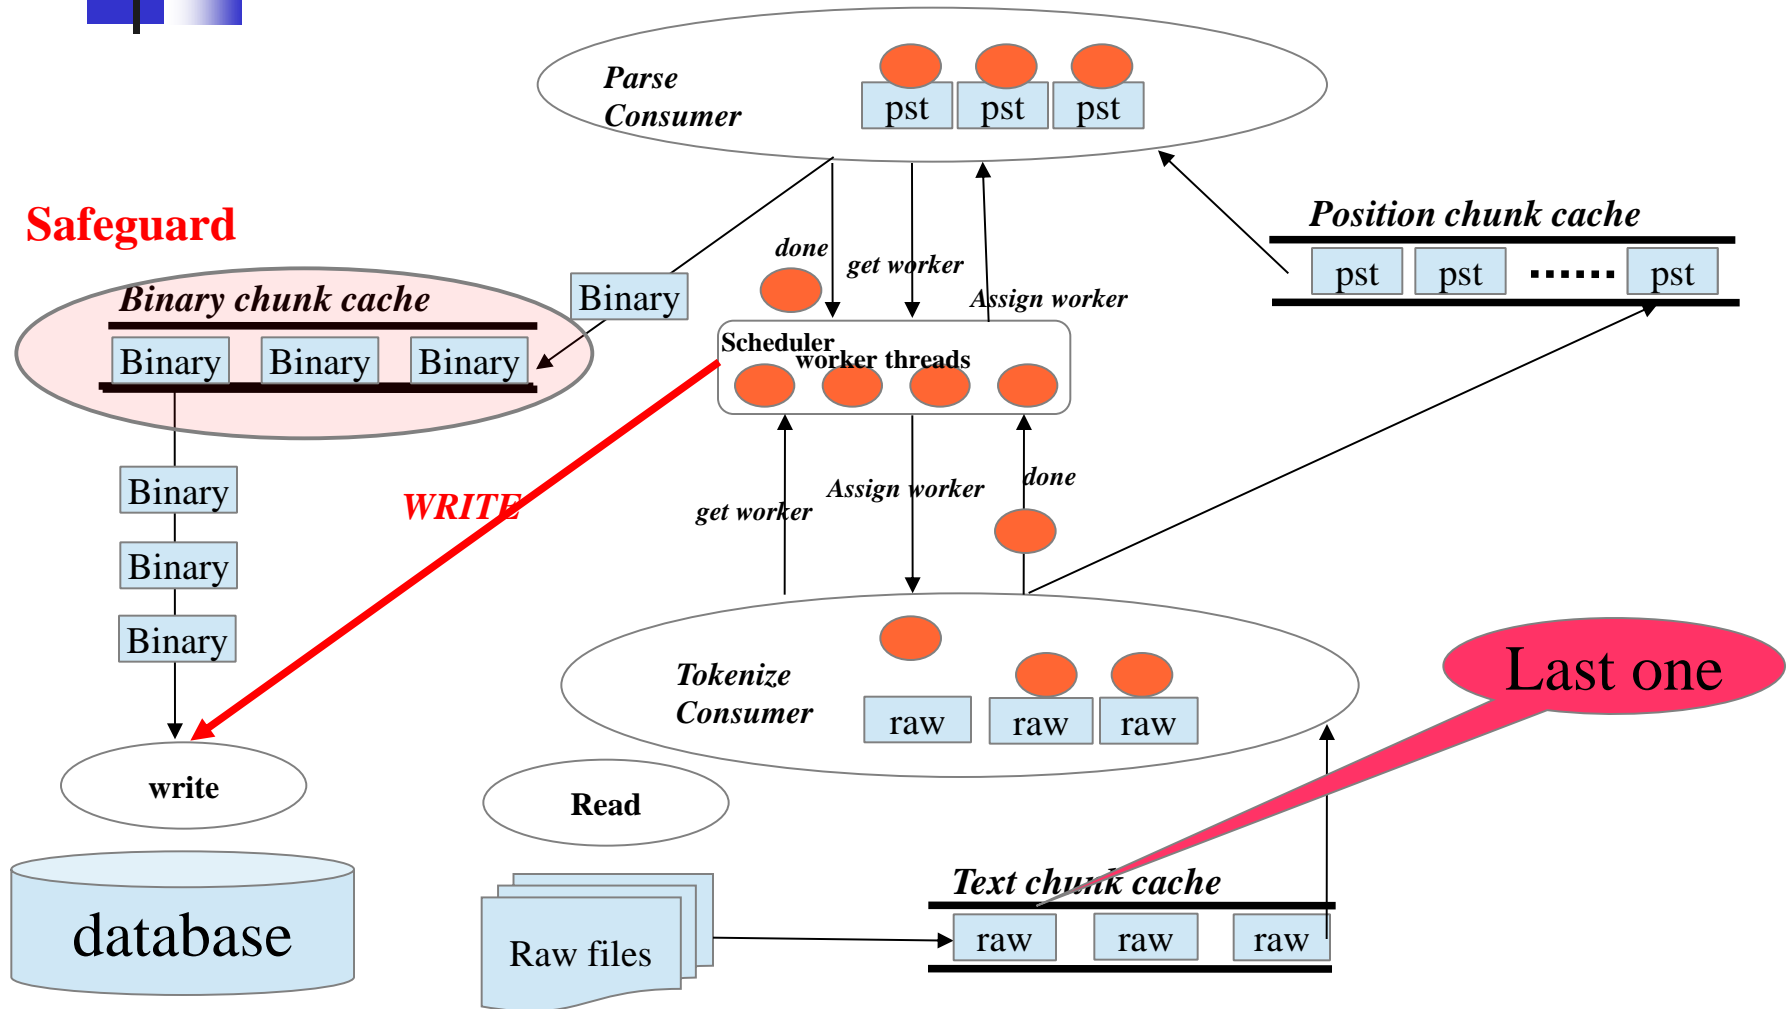 Parse
Consumer
pst pst pst
Safeguard
Position chunk cache
pst pst pst
done
get worker
Assign worker
Binary
Binary chunk cache
Binary Binary Binary
Scheduler
worker threads
Binary
WRITE
get worker
Assign worker
done
Binary
Binary
Tokenize
Consumer
raw raw raw
Last one
write
Read
Text chunk cache
database
Raw files
raw raw raw